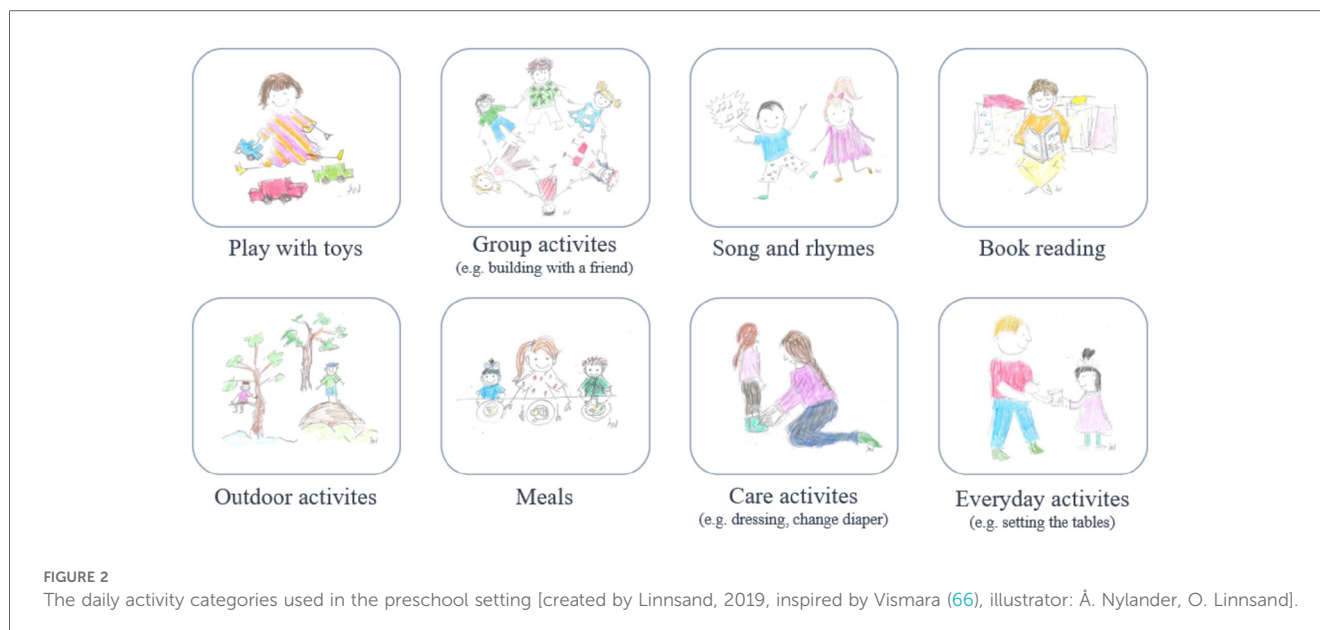 Play with toys
Group activites
(e.g. building with a friend)
Song and rhymes
Book reading
Outdoor activites
Meals
Care activites
(e.g. dressing, change diaper)
Everyday activites
(e.g. setting the tables)
FIGURE 2
The daily activity categories used in the preschool setting [created by Linnsand, 2019, inspired by Vismara (66), illustrator: Å. Nylander, O. Linnsand].